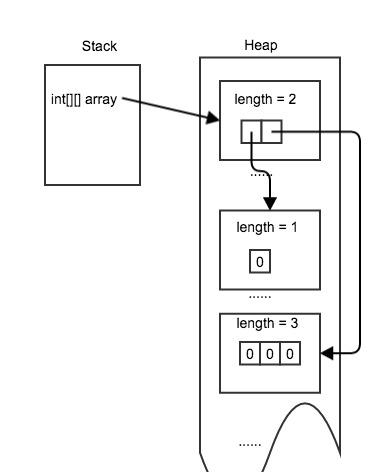 Stack
Heap
int[][] array
length = 2
......
length = 1
0
......
length = 3
0 0 0
......